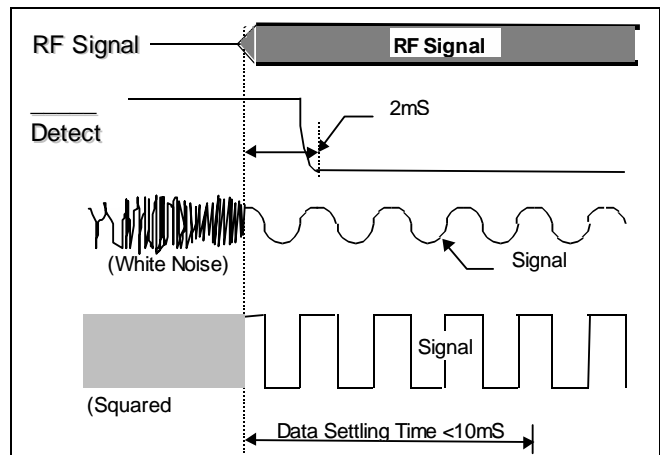 RF Signal
RF Signal
Detect
2mS
(White Noise)
Signal
Signal
(Squared
Data Settling Time <10mS